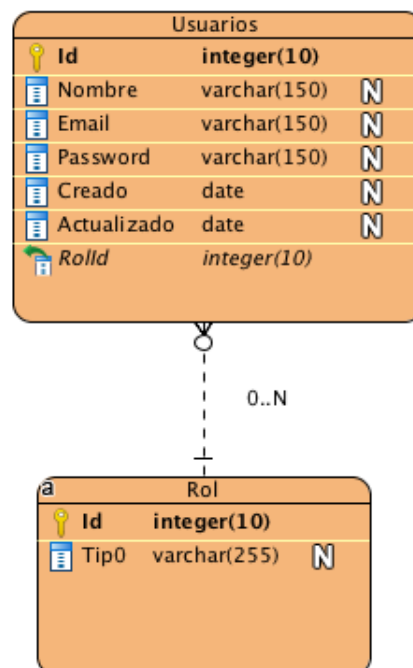 Usuarios
Id integer(10)
Nombre varchar(150) N
Email varchar(150) N
Password varchar(150) N
Creado date N
Actualizado date N
RolId integer(10)
0..N
a Rol
Id integer(10)
Tip0 varchar(255) N